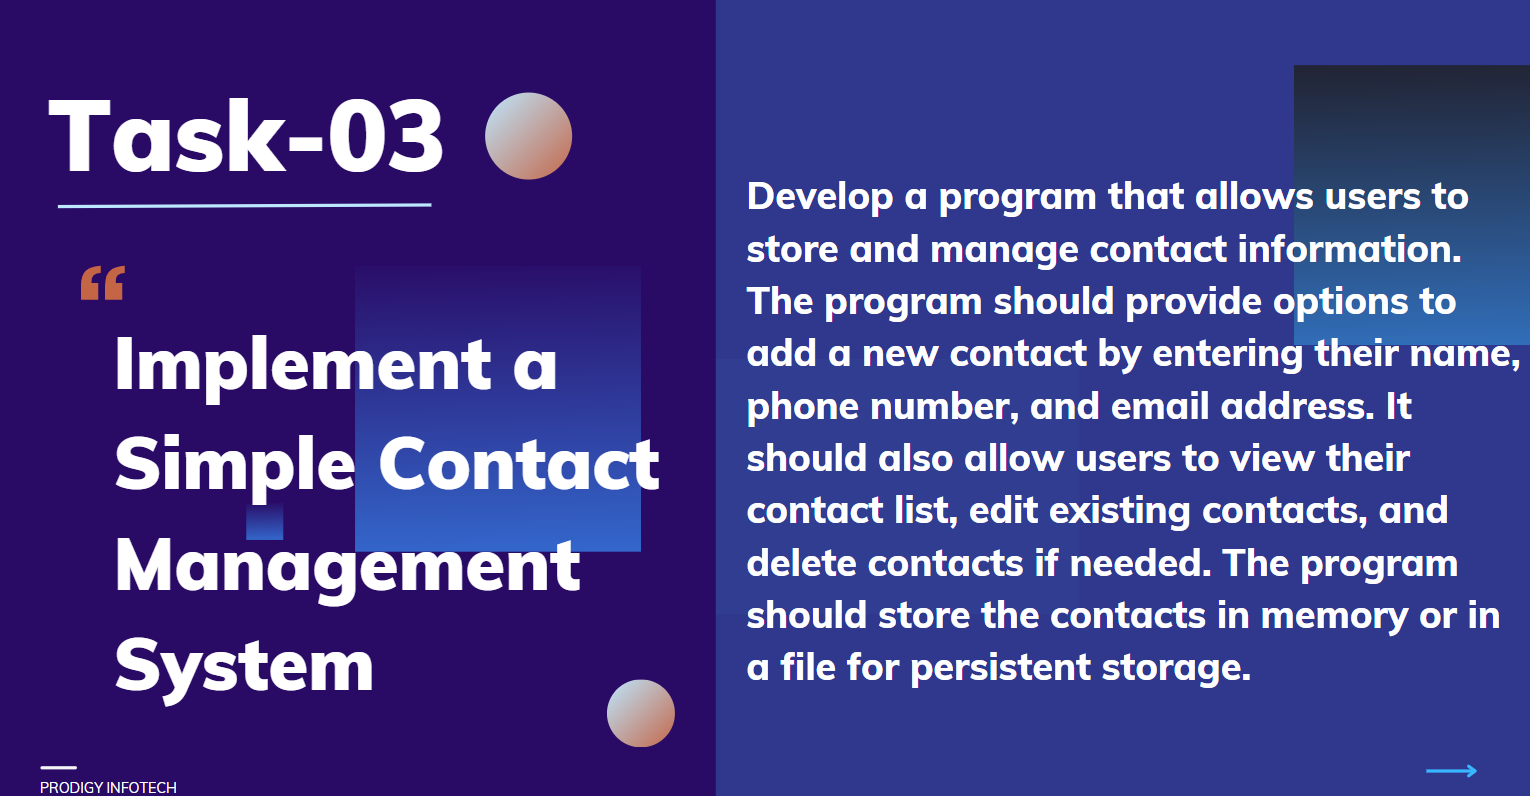 Task-03
“
Implement a
Simple Contact
Management
System
PRODIGY INFOTECH
Develop a program that allows users to
store and manage contact information.
The program should provide options to
add a new contact by entering their name,
phone number, and email address. It
should also allow users to view their
contact list, edit existing contacts, and
delete contacts if needed. The program
should store the contacts in memory or in
a file for persistent storage.